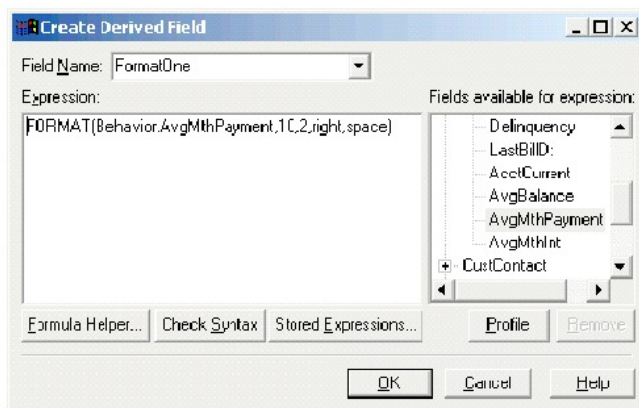 Create Derived Field
Field Name: FormatOne
Expression:
Fields available for expression:
FORMAT(Behavior.AvgMthPayment,10,2,right,space)
Delinquency
LastBillD:
AcctCurrent
AvgBalance
AvgMthPayment
AvgMthInt
CustContact
Formula Helper...
Check Syntax
Stored Expressions...
Profile
Remove
OK
Cancel
Help